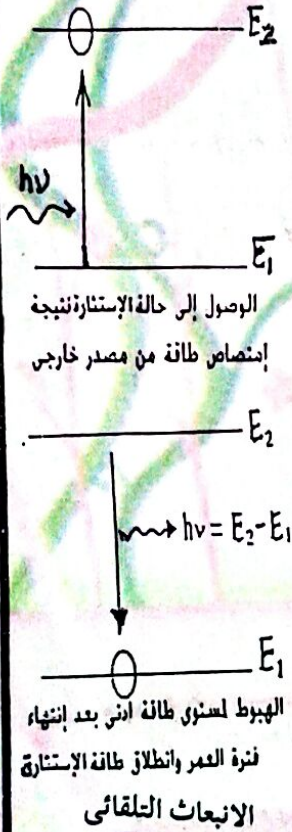 E₂
hν
E₁
الوصول إلى حالة الإستثارة نتيجة
إمتصاص طاقة من مصدر خارجى
E₂
hν = E₂-E₁
E₁
الهبوط لمستوى طاقة ادنى بعد إنتهاء
فترة العمر وانطلاق طاقة الإستثارة
الانبعاث التلقائى